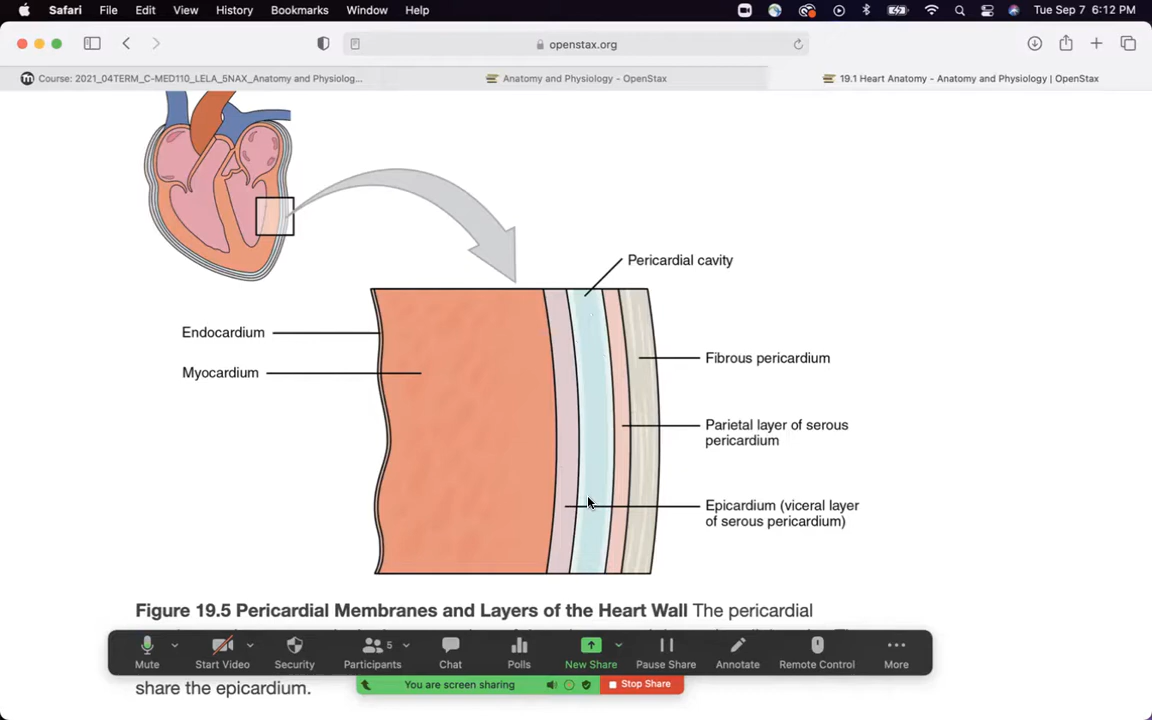 Safari File Edit View History Bookmarks Window Help Tue Sep 7 6:12 PM
openstax.org
Course: 2021_04TERM_C-MED110_LELA_5NAX_Anatomy and Physiolog... Anatomy and Physiology - OpenStax 19.1 Heart Anatomy - Anatomy and Physiology | OpenStax
Pericardial cavity
Endocardium
Fibrous pericardium
Myocardium
Parietal layer of serous
pericardium
Epicardium (viceral layer
of serous pericardium)
Figure 19.5 Pericardial Membranes and Layers of the Heart Wall The pericardial
5
Mute Start Video Security Participants Chat Polls New Share Pause Share Annotate Remote Control More
You are screen sharing Stop Share
share the epicardium.